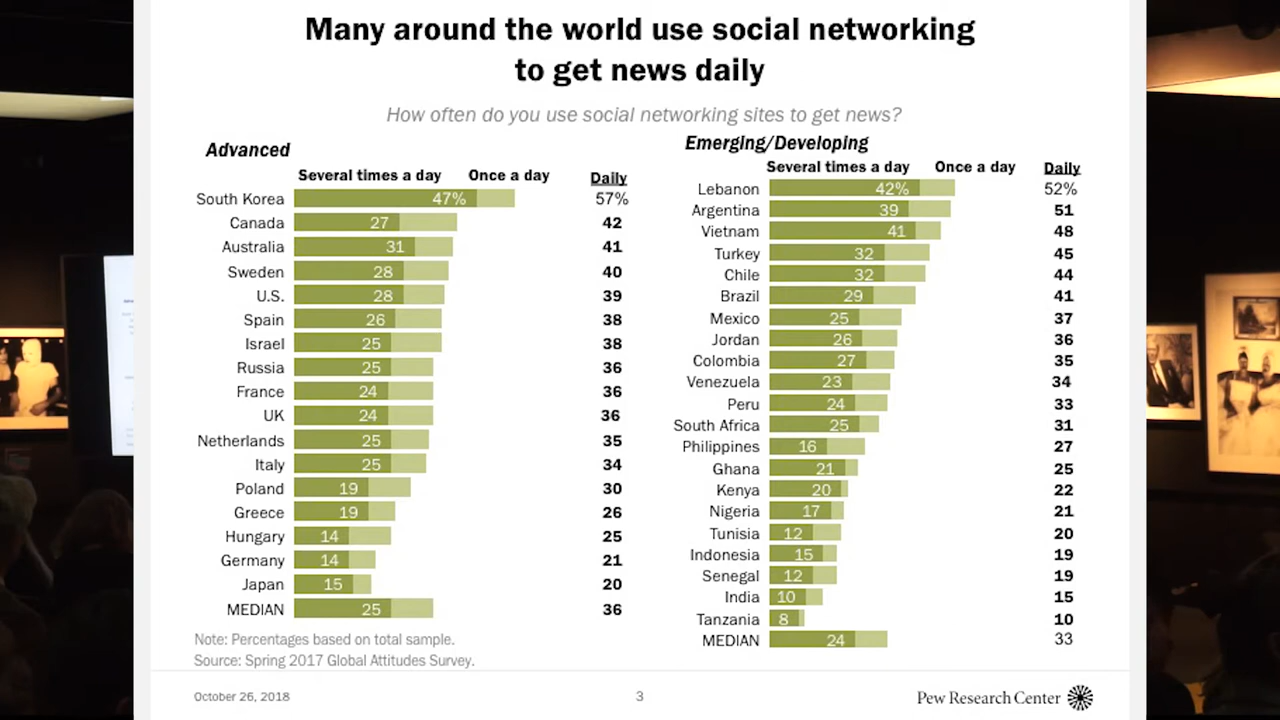 Many around the world use social networking
to get news daily
How often do you use social networking sites to get news?
Advanced
Several times a day Once a day Daily
South Korea 47% 57%
Canada 27 42
Australia 31 41
Sweden 28 40
U.S. 28 39
Spain 26 38
Israel 25 38
Russia 25 36
France 24 36
UK 24 36
Netherlands 25 35
Italy 25 34
Poland 19 30
Greece 19 26
Hungary 14 25
Germany 14 21
Japan 15 20
MEDIAN 25 36
Note: Percentages based on total sample.
Source: Spring 2017 Global Attitudes Survey.
Emerging/Developing
Several times a day Once a day Daily
Lebanon 42% 52%
Argentina 39 51
Vietnam 41 48
Turkey 32 45
Chile 32 44
Brazil 29 41
Mexico 25 37
Jordan 26 36
Colombia 27 35
Venezuela 23 34
Peru 24 33
South Africa 25 31
Philippines 16 27
Ghana 21 25
Kenya 20 22
Nigeria 17 21
Tunisia 12 20
Indonesia 15 19
Senegal 12 19
India 10 15
Tanzania 8 10
MEDIAN 24 33
October 26, 2018 3 Pew Research Center